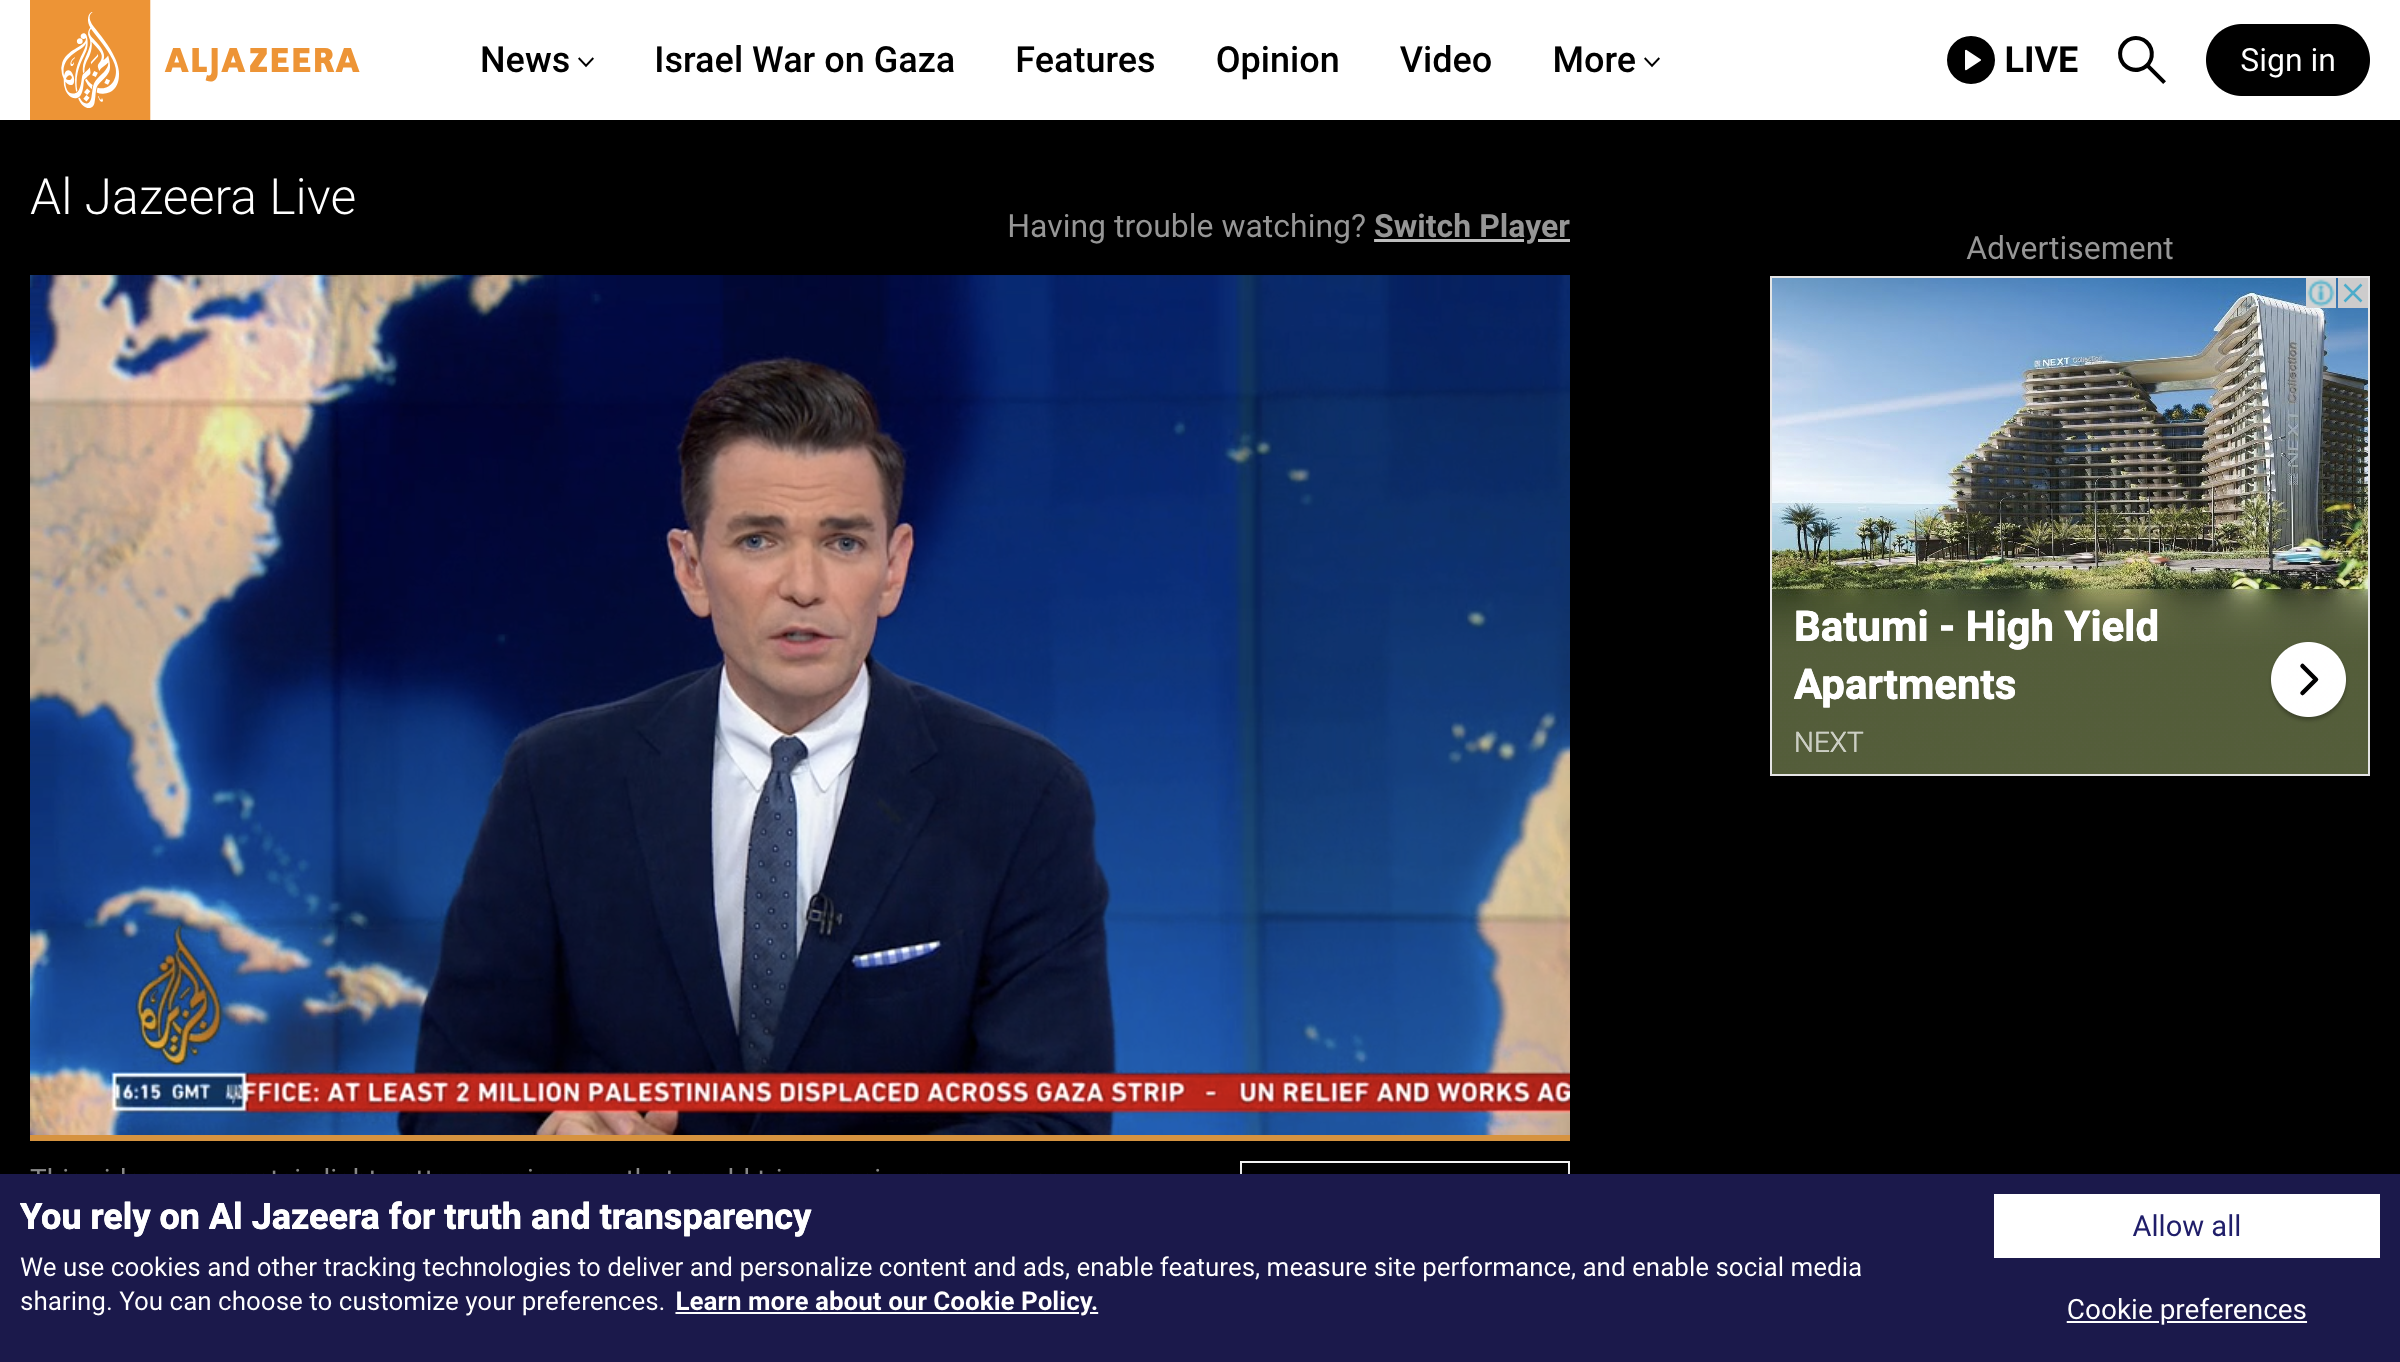 ALJAZEERA
News
Israel War on Gaza
Features
Opinion
Video
More
LIVE
Sign in
Al Jazeera Live
Having trouble watching? Switch Player
Advertisement
NEXT Collection
NEXT Collection
Batumi - High Yield
Apartments
NEXT
الجزيرة
16:15 GMT
FFICE: AT LEAST 2 MILLION PALESTINIANS DISPLACED ACROSS GAZA STRIP - UN RELIEF AND WORKS AG
You rely on Al Jazeera for truth and transparency
We use cookies and other tracking technologies to deliver and personalize content and ads, enable features, measure site performance, and enable social media
sharing. You can choose to customize your preferences. Learn more about our Cookie Policy.
Allow all
Cookie preferences